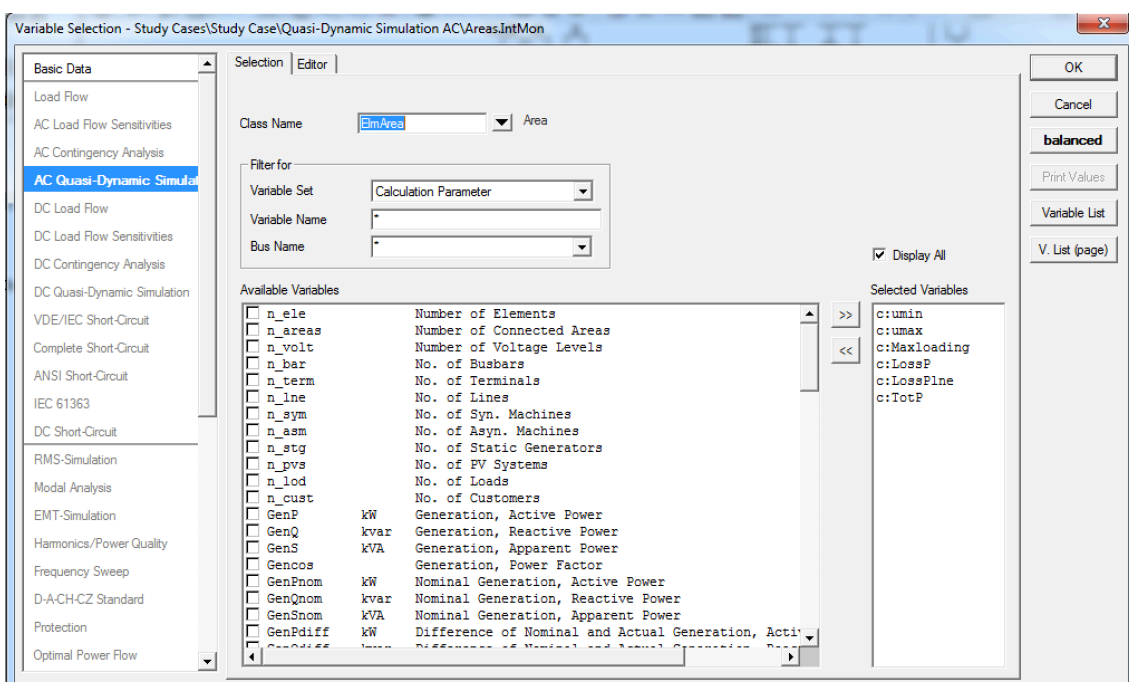 Variable Selection - Study Cases\Study Case\Quasi-Dynamic Simulation AC\Areas.IntMon
Basic Data
Load Flow
AC Load Flow Sensitivities
AC Contingency Analysis
AC Quasi-Dynamic Simulat
DC Load Flow
DC Load Flow Sensitivities
DC Contingency Analysis
DC Quasi-Dynamic Simulation
VDE/IEC Short-Circuit
Complete Short-Circuit
ANSI Short-Circuit
IEC 61363
DC Short-Circuit
RMS-Simulation
Modal Analysis
EMT-Simulation
Harmonics/Power Quality
Frequency Sweep
D-A-CH-CZ Standard
Protection
Optimal Power Flow
Selection Editor
Class Name ElmArea Area
Filter for
Variable Set Calculation Parameter
Variable Name *
Bus Name *
Display All
Available Variables
n_ele Number of Elements
n_areas Number of Connected Areas
n_volt Number of Voltage Levels
n_bar No. of Busbars
n_term No. of Terminals
n_lne No. of Lines
n_sym No. of Syn. Machines
n_asm No. of Asyn. Machines
n_stg No. of Static Generators
n_pvs No. of PV Systems
n_lod No. of Loads
n_cust No. of Customers
GenP kW Generation, Active Power
GenQ kvar Generation, Reactive Power
GenS kVA Generation, Apparent Power
Gencos Generation, Power Factor
GenPnom kW Nominal Generation, Active Power
GenQnom kvar Nominal Generation, Reactive Power
GenSnom kVA Nominal Generation, Apparent Power
GenPdiff kW Difference of Nominal and Actual Generation, Acti
>>
<<
Selected Variables
c:umin
c:umax
c:Maxloading
c:LossP
c:LossPlne
c:TotP
OK
Cancel
balanced
Print Values
Variable List
V. List (page)